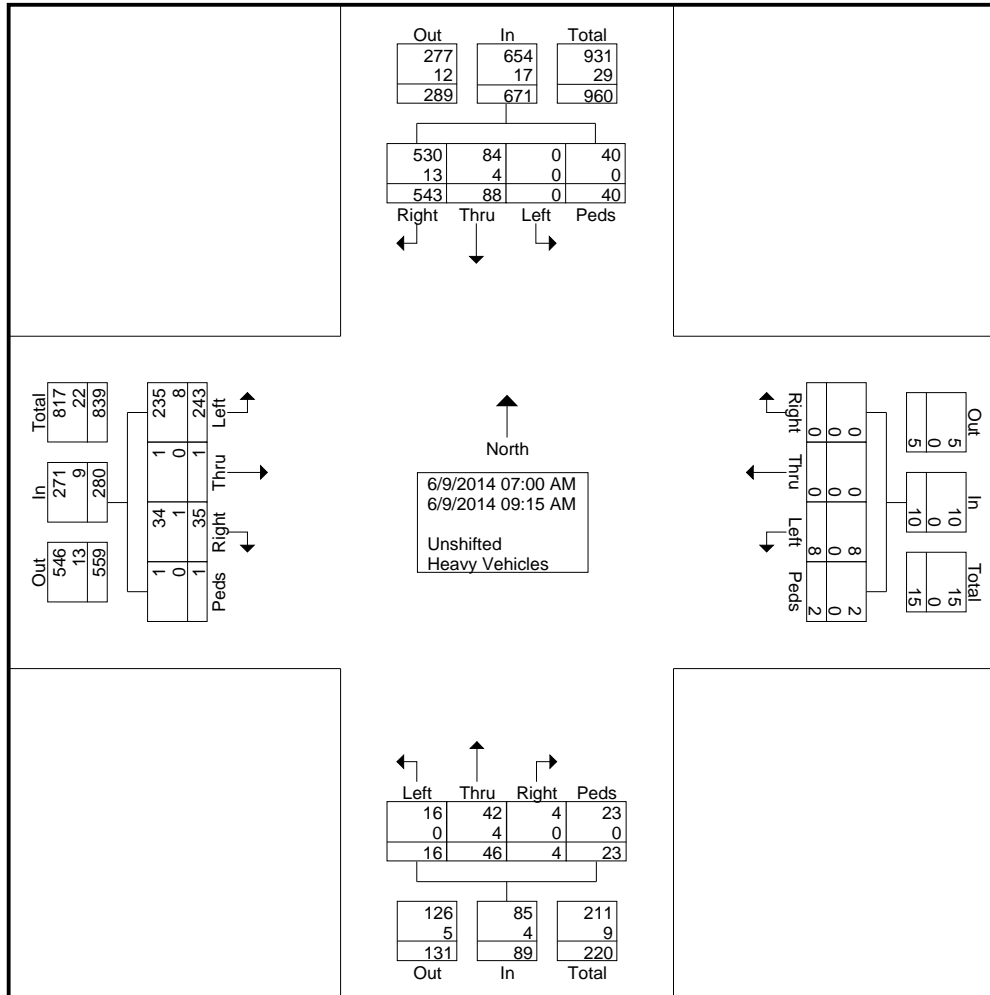 Out In Total
277 654 931
12 17 29
289 671 960
530 84 0 40
13 4 0 0
543 88 0 40
Right Thru Left Peds
Total
817 22 839
In
271 9 280
Out
546 13 559
235 8 243 Left
1 0 1 Thru
34 1 35 Right
1 0 1 Peds
North
6/9/2014 07:00 AM
6/9/2014 09:15 AM
Unshifted
Heavy Vehicles
Right 0 0 0
Thru 0 0 0
Left 8 0 8
Peds 2 0 2
Out
5 0 5
In
10 0 10
Total
15 0 15
Left Thru Right Peds
16 42 4 23
0 4 0 0
16 46 4 23
126 85 211
5 4 9
131 89 220
Out In Total